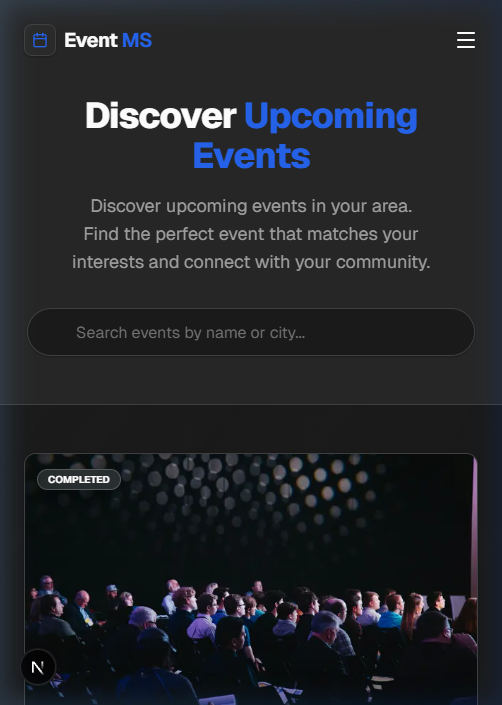 Event MS
Discover Upcoming
Events
Discover upcoming events in your area.
Find the perfect event that matches your
interests and connect with your community.
Search events by name or city...
COMPLETED
N